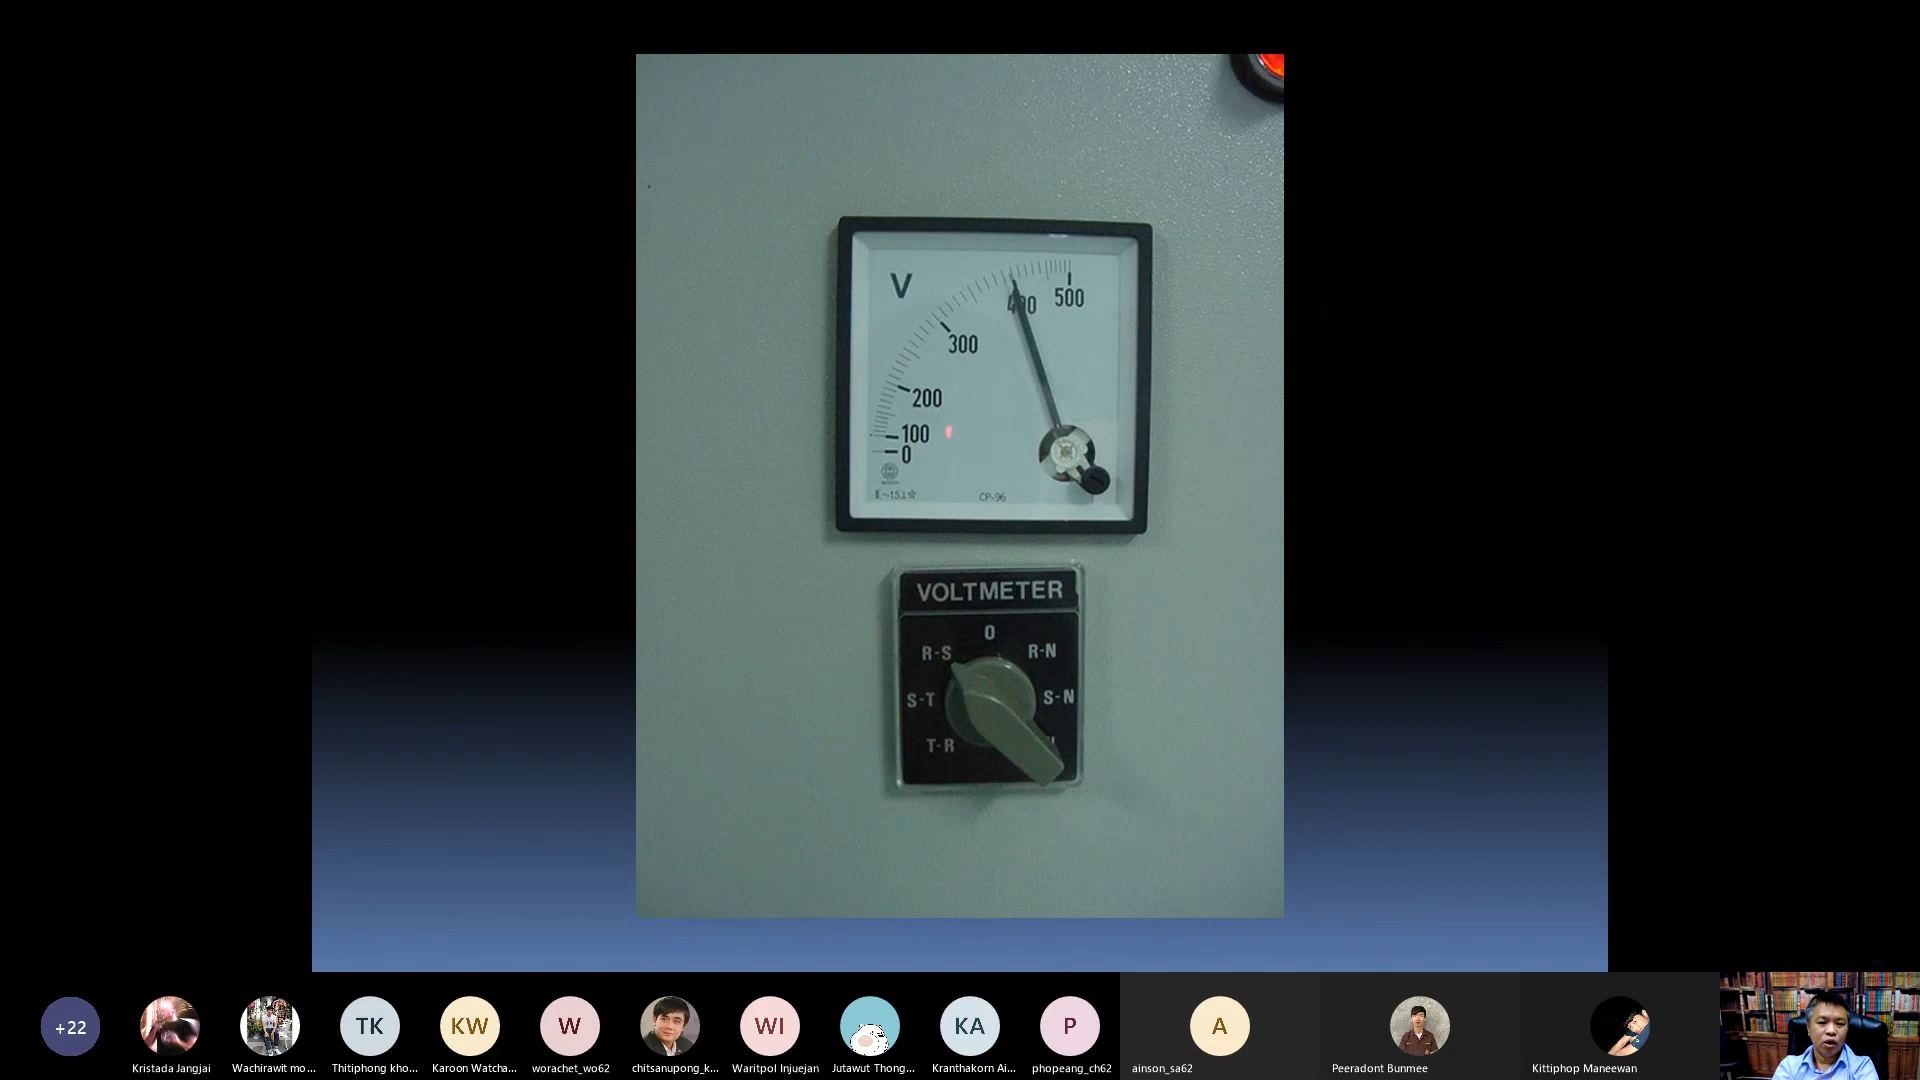 V
500
400
300
200
100
0
CP-96
VOLTMETER
0
R-S
R-N
S-T
S-N
T-R
+22
TK
KW
W
WI
KA
P
A
Kristada Jangjai
Wachirawit mo...
Thitiphong kho...
Karoon Watcha...
worachet_wo62
chitsanupong_k...
Waritpol Injuejan
Jutawut Thong...
Kranthakorn Ai...
phopeang_ch62
ainson_sa62
Peeradont Bunmee
Kittiphop Maneewan